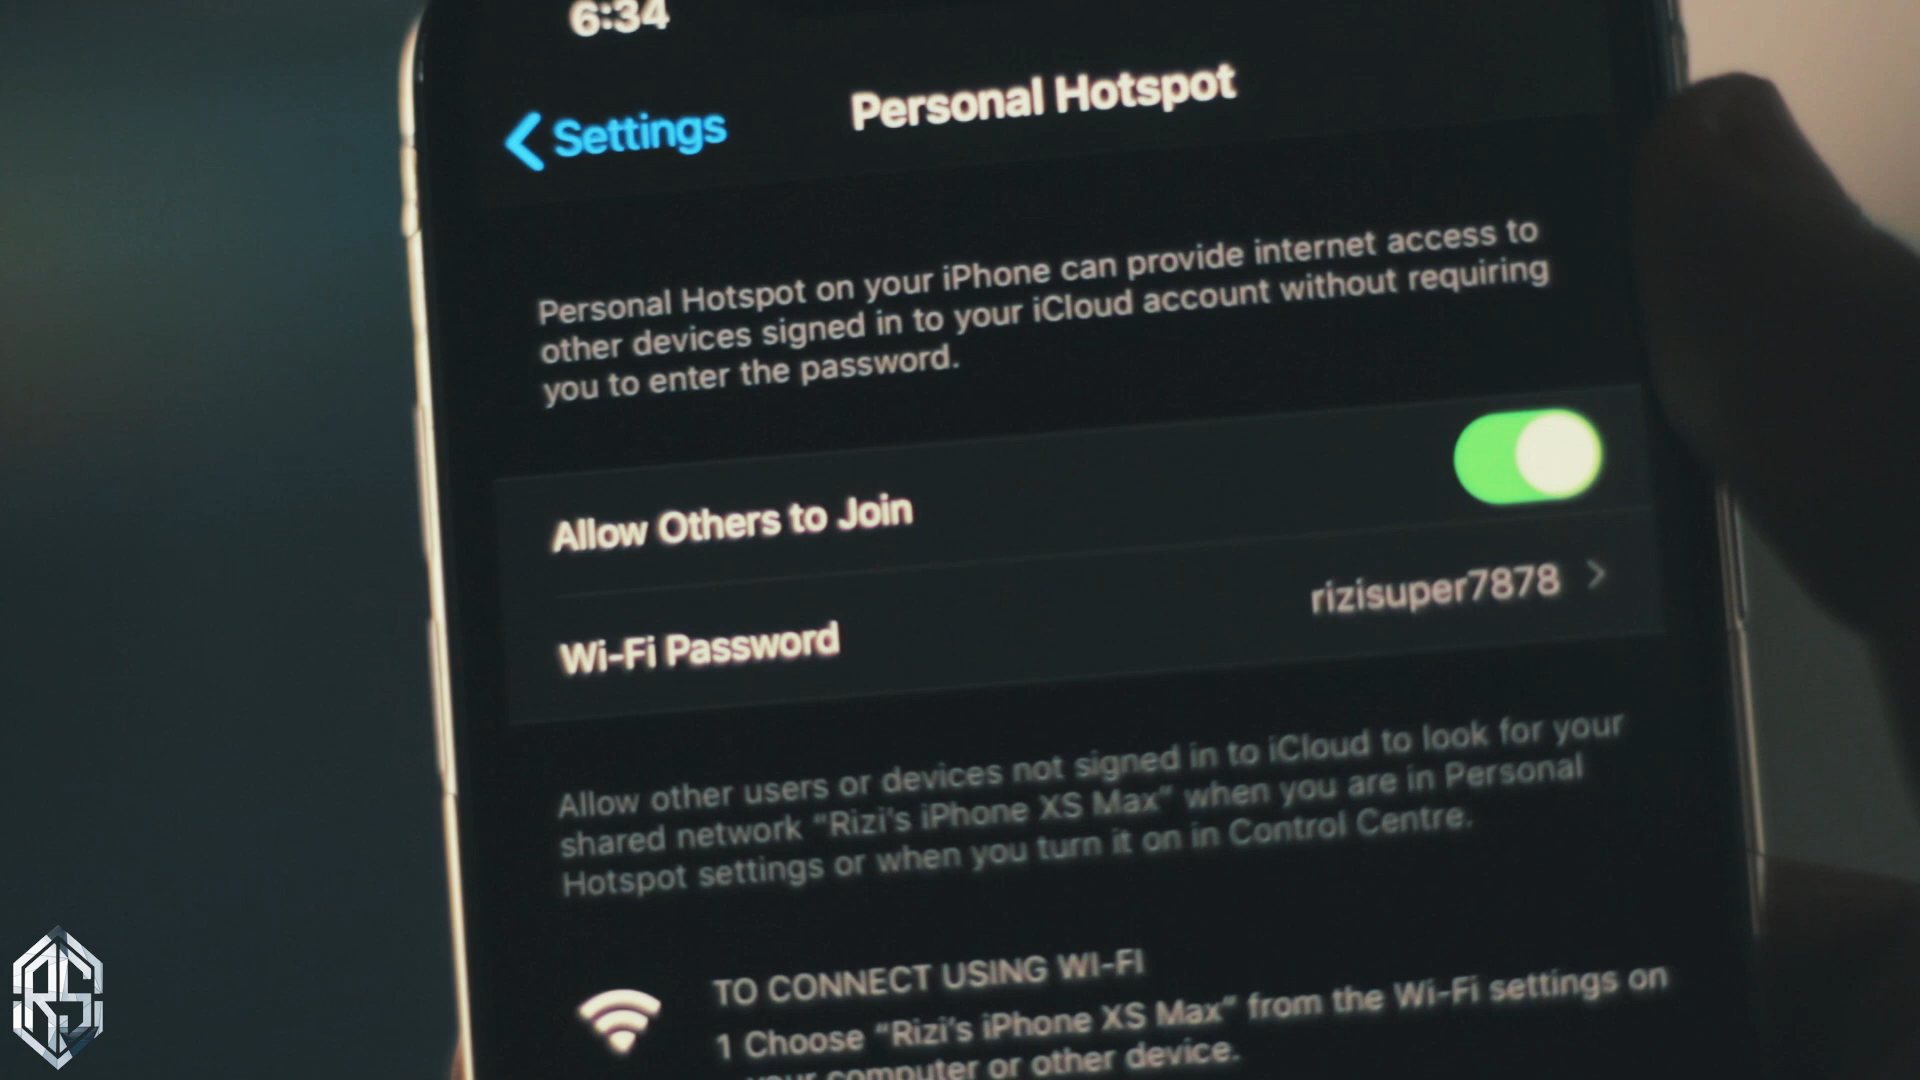 6:34
Settings
Personal Hotspot
Personal Hotspot on your iPhone can provide internet access to
other devices signed in to your iCloud account without requiring
you to enter the password.
Allow Others to Join
Wi-Fi Password
rizisuper7878
Allow other users or devices not signed in to iCloud to look for your
shared network “Rizi’s iPhone XS Max” when you are in Personal
Hotspot settings or when you turn it on in Control Centre.
TO CONNECT USING WI-FI
1 Choose “Rizi’s iPhone XS Max” from the Wi-Fi settings on
your computer or other device.
RS